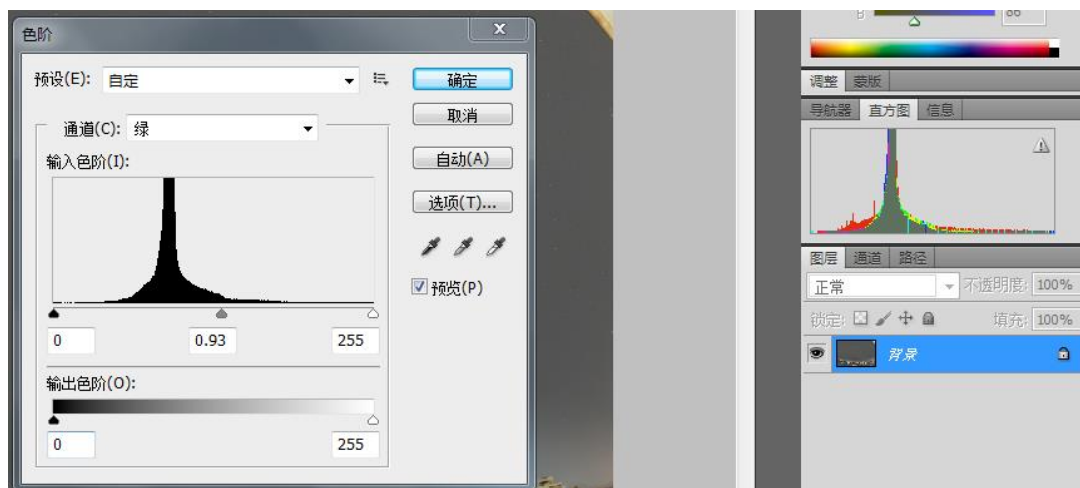 色阶
预设(E): 自定
通道(C): 绿
输入色阶(I):
0 0.93 255
输出色阶(O):
0 255
确定
取消
自动(A)
选项(T)...
预览(P)
B
调整 蒙版
导航器 直方图 信息
图层 通道 路径
正常 不透明度: 100%
锁定: 填充: 100%
背景